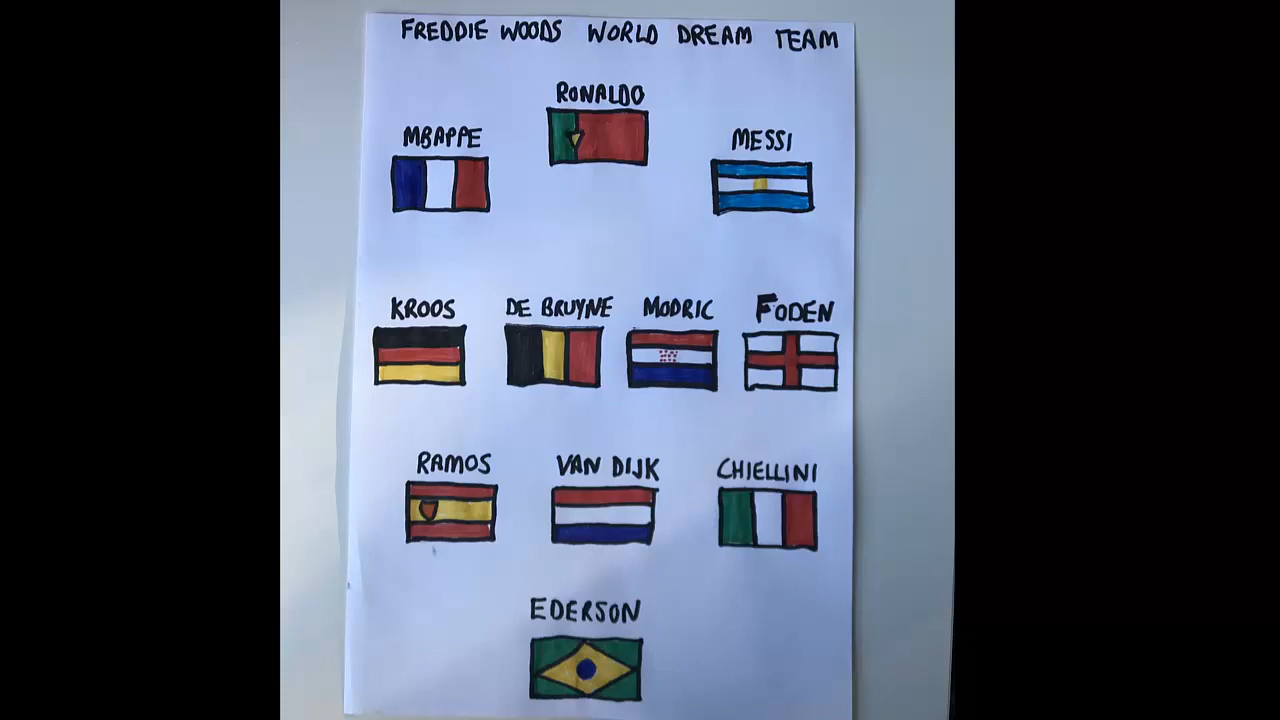 FREDDIE WOODS WORLD DREAM TEAM
RONALDO
MBAPPE
MESSI
KROOS
DE BRUYNE
MODRIC
FODEN
RAMOS
VAN DIJK
CHIELLINI
EDERSON